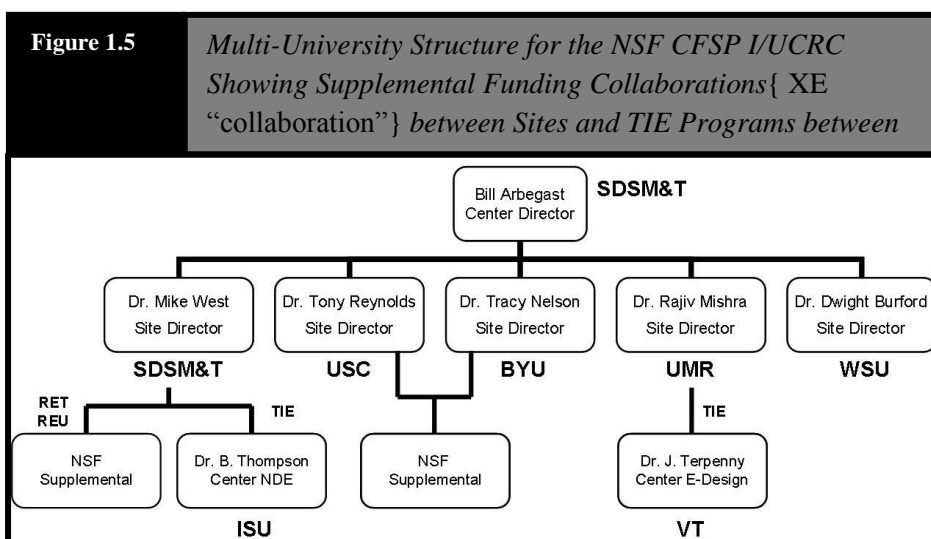 Figure 1.5
Multi-University Structure for the NSF CFSP I/UCRC
Showing Supplemental Funding Collaborations{ XE
“collaboration”} between Sites and TIE Programs between
Bill Arbegast
Center Director
SDSM&T
Dr. Mike West
Site Director
SDSM&T
Dr. Tony Reynolds
Site Director
USC
Dr. Tracy Nelson
Site Director
BYU
Dr. Rajiv Mishra
Site Director
UMR
Dr. Dwight Burford
Site Director
WSU
RET
REU
TIE
TIE
NSF
Supplemental
Dr. B. Thompson
Center NDE
ISU
NSF
Supplemental
Dr. J. Terpenny
Center E-Design
VT